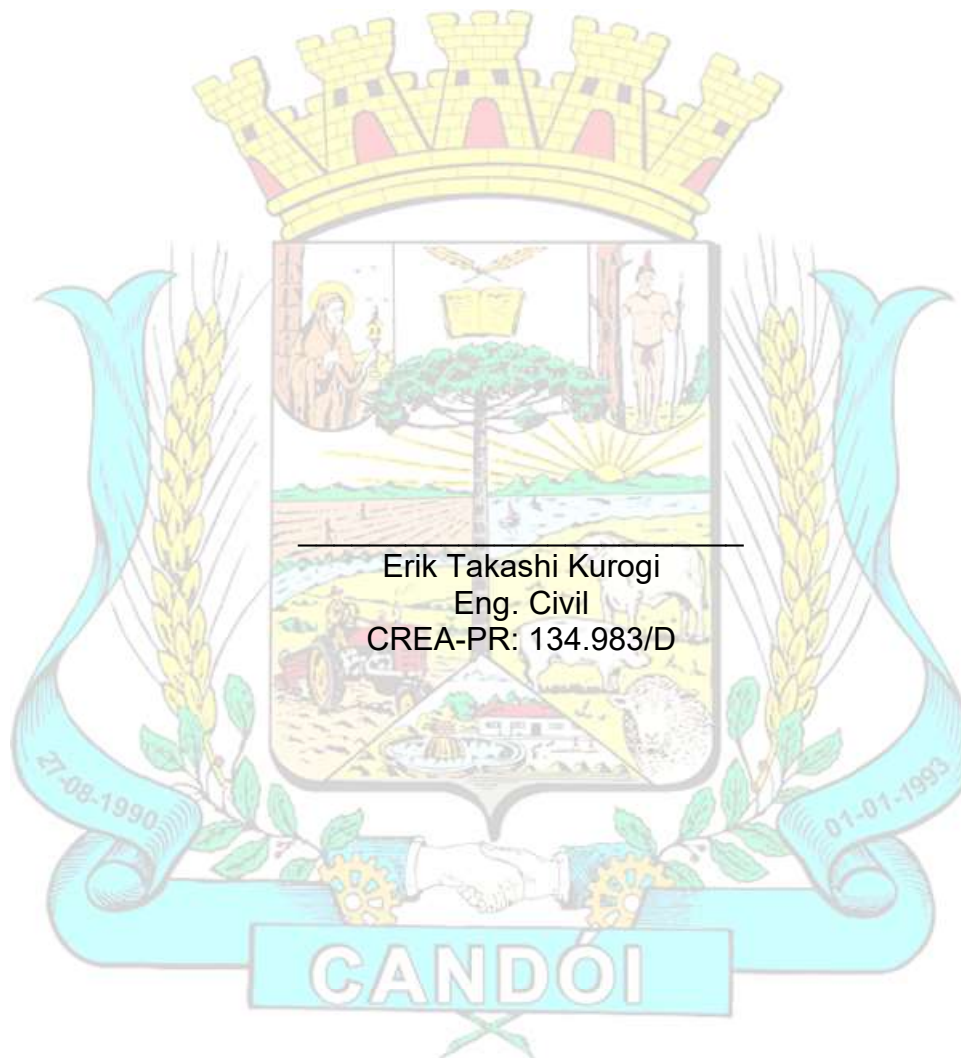 Erik Takashi Kurogi
Eng. Civil
CREA-PR: 134.983/D
27-08-1990
01-01-1993
CANDÓI